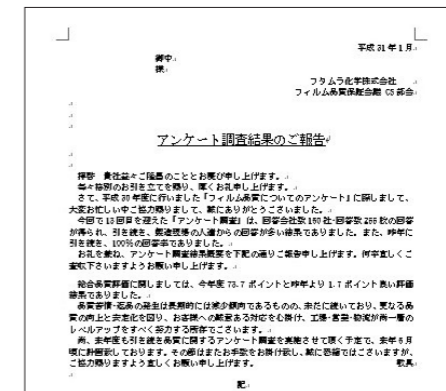 平成 31 年 1 月
御中
様
フタムラ化学株式会社
フィルム品質保証会議 CS 部会
アンケート調査結果のご報告
拝啓 貴社益々ご隆昌のこととお慶び申し上げます。
毎々格別のお引き立てを賜り、厚くお礼申し上げます。
さて、平成 30 年度に行いました「フィルム品質についてのアンケート」に際しまして、
大変お忙しい中ご協力賜りまして、誠にありがとうございました。
今回で 13 回目を迎えた「アンケート調査」は、回答会社数 160 社・回答数 256 枚の回答
が得られ、引き続き、製造現場の人達からの回答が多い結果でありました。また、昨年に
引き続き、100%の回答率でありました。
お礼を兼ね、アンケート調査結果概要を下記の通りご報告申し上げます。何卒宜しくご
査収下さいますようお願い申し上げます。
総合品質評価に関しましては、今年度 73.7 ポイントと昨年より 1.7 ポイント良い評価
結果でありました。
品質苦情・返品の発生は長期的には減少傾向であるものの、未だに続いており、更なる品
質の向上と安定化を図り、お客様への誠意ある対応を心掛け、工場・営業・物流が尚一層の
レベルアップをすべく努力する所存でございます。
尚、来年度も引き続き品質に関するアンケート調査を実施させて頂く予定で、来年 6 月
頃に計画致しております。その節はまたお手数をお掛け致し、誠に恐縮ではございますが、
ご協力賜りますよう宜しくお願い申し上げます。 敬具
記